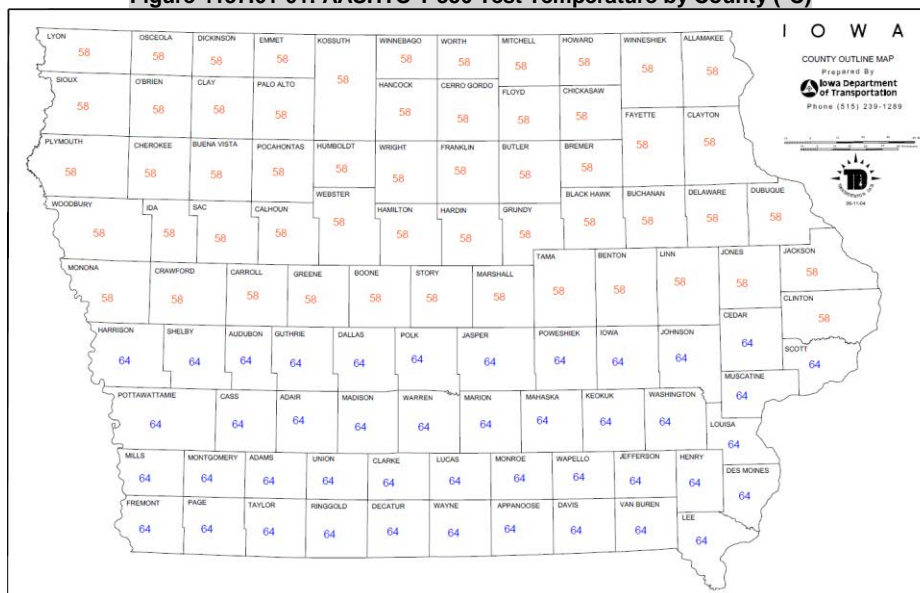 I O W A
COUNTY OUTLINE MAP
Prepared By
Iowa Department
of Transportation
Phone (515) 239-1289
LYON OSCEOLA DICKINSON EMMET KOSSUTH WINNEBAGO WORTH MITCHELL HOWARD WINNESHIEK ALLAMAKEE
58 58 58 58 58 58 58 58 58 58 58
SIOUX O'BRIEN CLAY PALO ALTO HANCOCK CERRO GORDO FLOYD CHICKASAW
58 58 58 58 58 58 58 58
FAYETTE CLAYTON
58 58
PLYMOUTH CHEROKEE BUENA VISTA POCAHONTAS HUMBOLDT WRIGHT FRANKLIN BUTLER BREMER
58 58 58 58 58 58 58 58 58
WOODBURY IDA SAC CALHOUN WEBSTER HAMILTON HARDIN GRUNDY BLACK HAWK BUCHANAN DELAWARE DUBUQUE
58 58 58 58 58 58 58 58 58 58 58 58
MONONA CRAWFORD CARROLL GREENE BOONE STORY MARSHALL TAMA BENTON LINN JONES JACKSON
58 58 58 58 58 58 58 58 58 58 58 58
CLINTON
58
HARRISON SHELBY AUDUBON GUTHRIE DALLAS POLK JASPER POWESHIEK IOWA JOHNSON CEDAR SCOTT
64 64 64 64 64 64 64 64 64 64 64 64
MUSCATINE
64
POTTAWATTAMIE CASS ADAIR MADISON WARREN MARION MAHASKA KEOKUK WASHINGTON LOUISA
64 64 64 64 64 64 64 64 64 64
MILLS MONTGOMERY ADAMS UNION CLARKE LUCAS MONROE WAPELLO JEFFERSON HENRY DES MOINES
64 64 64 64 64 64 64 64 64 64 64
FREMONT PAGE TAYLOR RINGGOLD DECATUR WAYNE APPANOOSE DAVIS VAN BUREN LEE
64 64 64 64 64 64 64 64 64 64